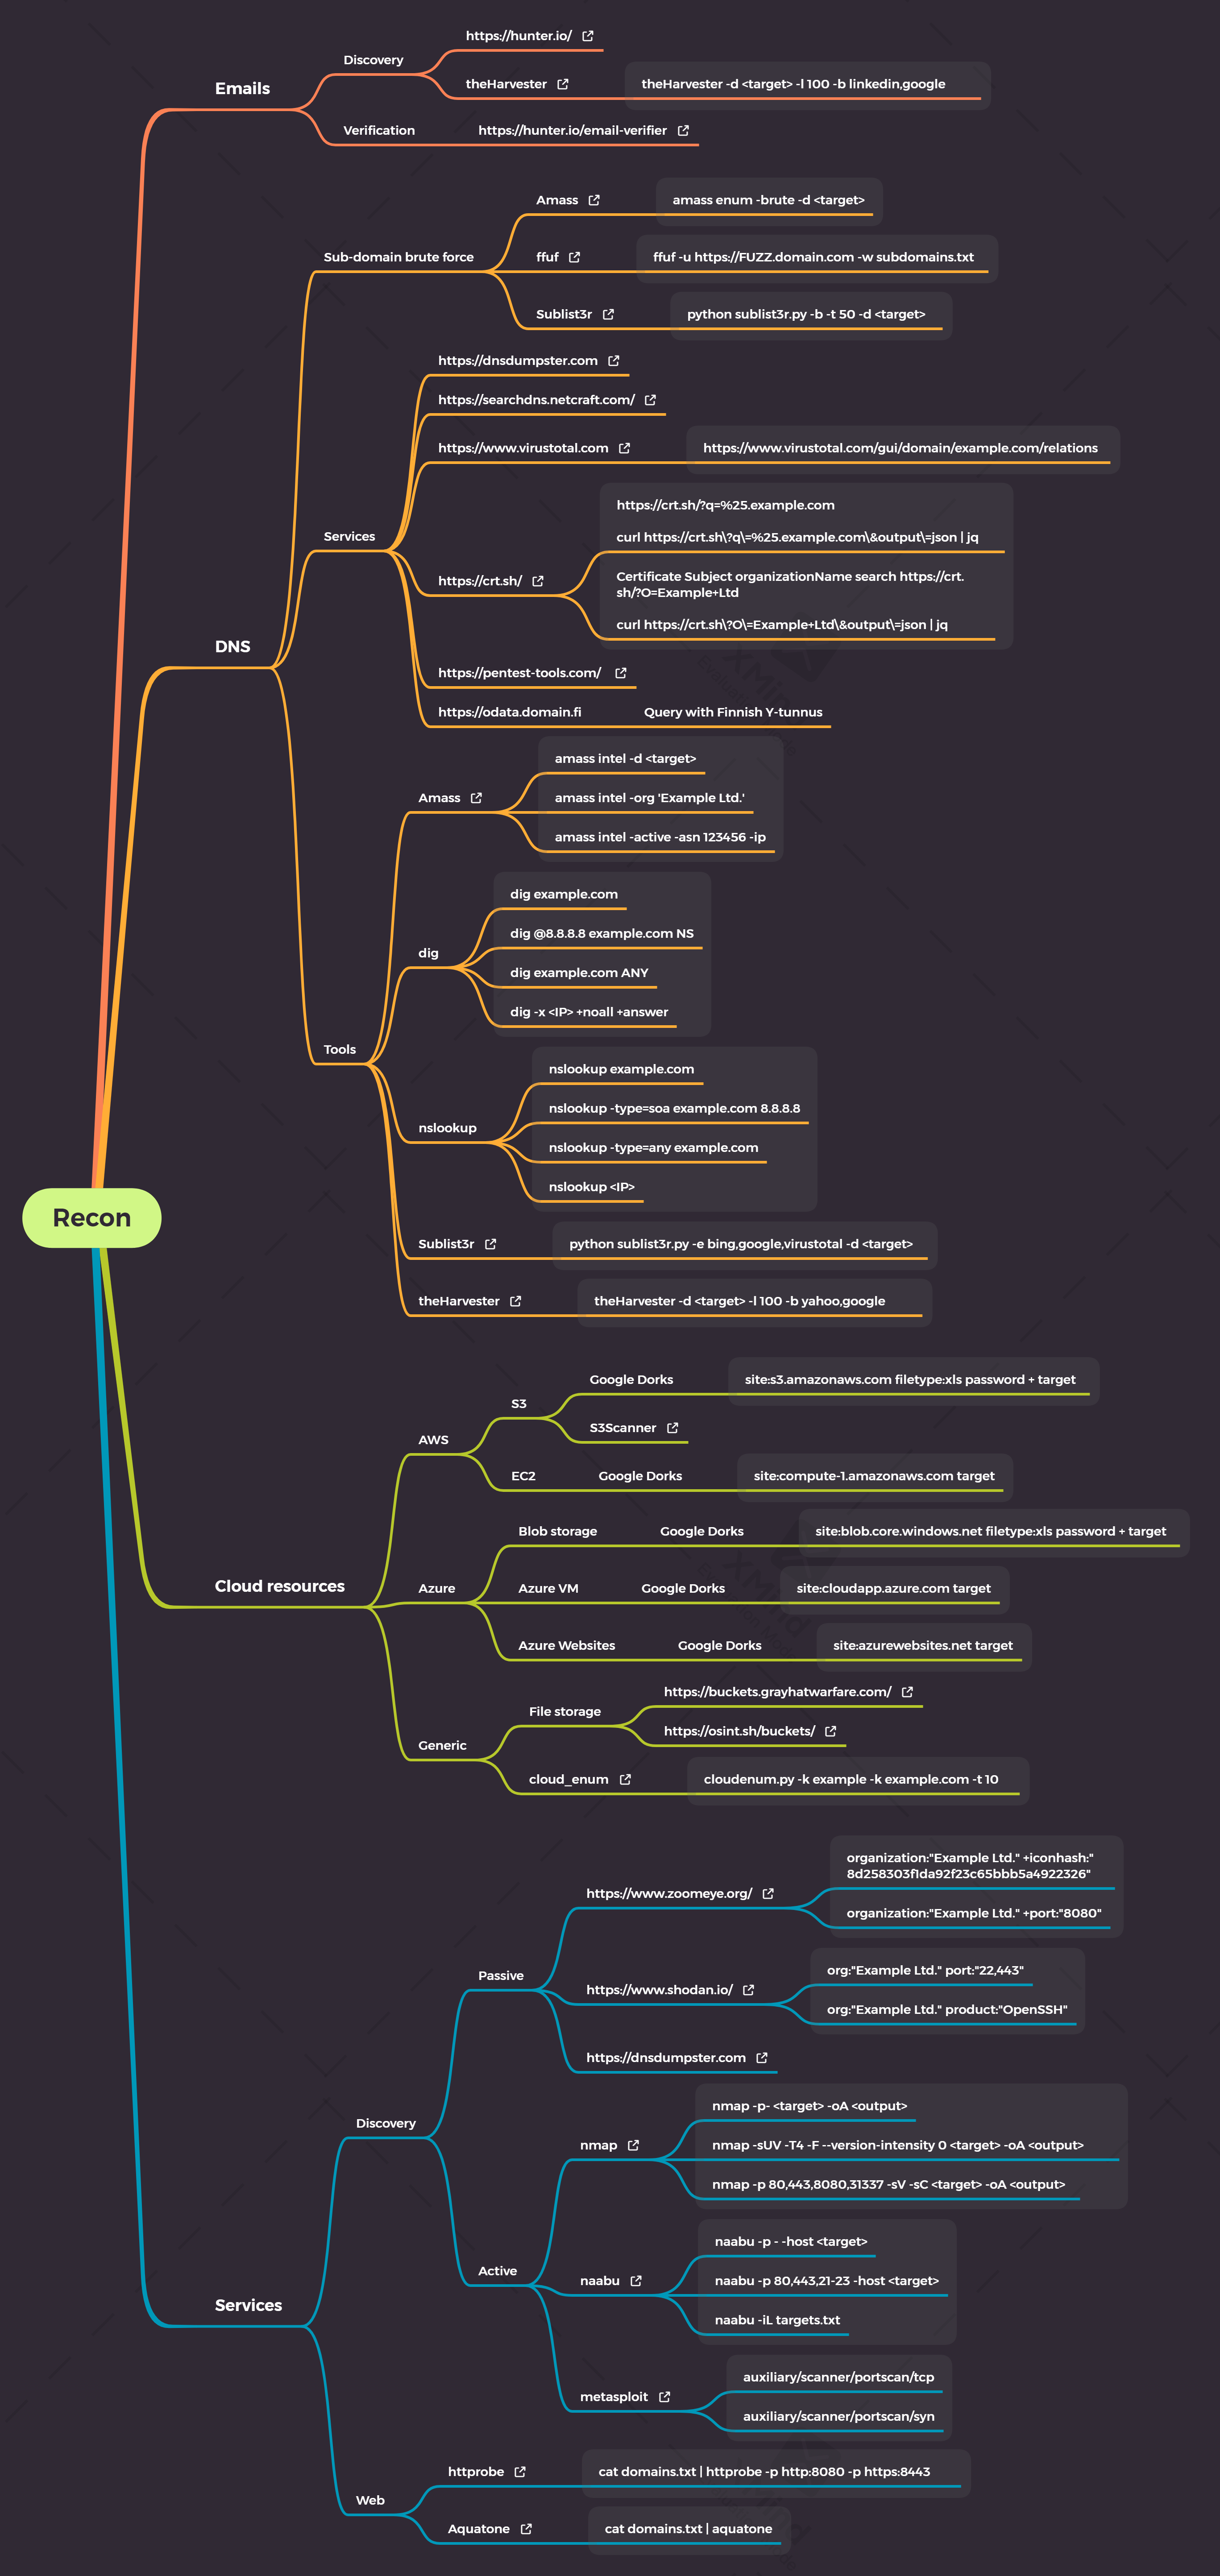 https://hunter.io/
Discovery
theHarvester
theHarvester -d <target> -l 100 -b linkedin,google
Emails
Verification
https://hunter.io/email-verifier
Amass
amass enum -brute -d <target>
Sub-domain brute force
ffuf
ffuf -u https://FUZZ.domain.com -w subdomains.txt
Sublist3r
python sublist3r.py -b -t 50 -d <target>
https://dnsdumpster.com
https://searchdns.netcraft.com/
https://www.virustotal.com
https://www.virustotal.com/gui/domain/example.com/relations
https://crt.sh/?q=%25.example.com
Services
curl https://crt.sh\?q\=%25.example.com\&output\=json | jq
https://crt.sh/
Certificate Subject organizationName search https://crt.
sh/?O=Example+Ltd
curl https://crt.sh\?O\=Example+Ltd\&output\=json | jq
DNS
https://pentest-tools.com/
https://odata.domain.fi
Query with Finnish Y-tunnus
amass intel -d <target>
Amass
amass intel -org 'Example Ltd.'
amass intel -active -asn 123456 -ip
dig example.com
dig @8.8.8.8 example.com NS
dig
dig example.com ANY
dig -x <IP> +noall +answer
Tools
nslookup example.com
nslookup -type=soa example.com 8.8.8.8
nslookup
nslookup -type=any example.com
nslookup <IP>
Recon
Sublist3r
python sublist3r.py -e bing,google,virustotal -d <target>
theHarvester
theHarvester -d <target> -l 100 -b yahoo,google
Google Dorks
site:s3.amazonaws.com filetype:xls password + target
S3
S3Scanner
AWS
EC2
Google Dorks
site:compute-1.amazonaws.com target
Blob storage
Google Dorks
site:blob.core.windows.net filetype:xls password + target
Cloud resources
Azure
Azure VM
Google Dorks
site:cloudapp.azure.com target
Azure Websites
Google Dorks
site:azurewebsites.net target
https://buckets.grayhatwarfare.com/
File storage
https://osint.sh/buckets/
Generic
cloud_enum
cloudenum.py -k example -k example.com -t 10
organization:"Example Ltd." +iconhash:"
8d258303f1da92f23c65bbb5a4922326"
https://www.zoomeye.org/
organization:"Example Ltd." +port:"8080"
Passive
org:"Example Ltd." port:"22,443"
https://www.shodan.io/
org:"Example Ltd." product:"OpenSSH"
https://dnsdumpster.com
Discovery
nmap -p- <target> -oA <output>
nmap
nmap -sUV -T4 -F --version-intensity 0 <target> -oA <output>
nmap -p 80,443,8080,31337 -sV -sC <target> -oA <output>
Active
naabu -p - -host <target>
naabu
naabu -p 80,443,21-23 -host <target>
naabu -iL targets.txt
Services
auxiliary/scanner/portscan/tcp
metasploit
auxiliary/scanner/portscan/syn
httprobe
cat domains.txt | httprobe -p http:8080 -p https:8443
Web
Aquatone
cat domains.txt | aquatone